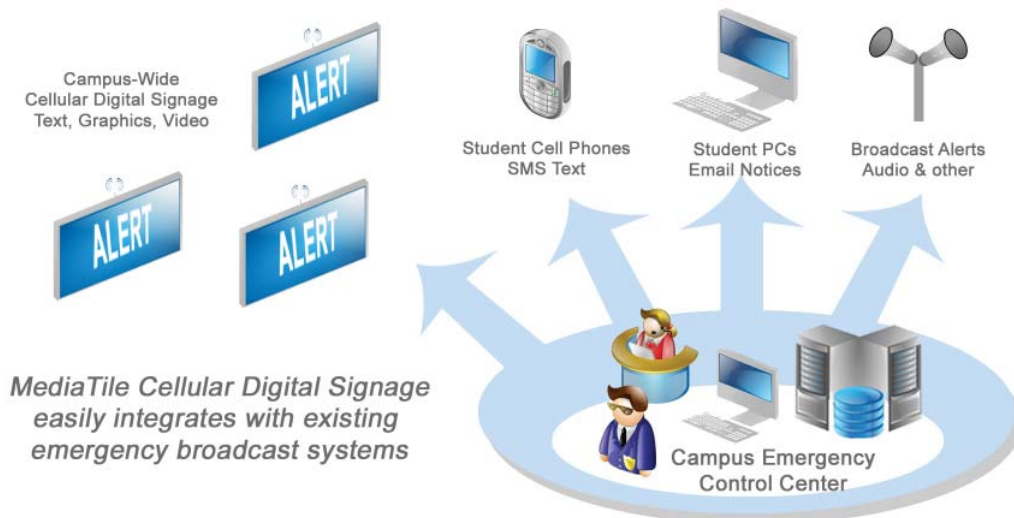 Campus-Wide
Cellular Digital Signage
Text, Graphics, Video
ALERT
ALERT
ALERT
Student Cell Phones
SMS Text
Student PCs
Email Notices
Broadcast Alerts
Audio & other
MediaTile Cellular Digital Signage
easily integrates with existing
emergency broadcast systems
Campus Emergency
Control Center